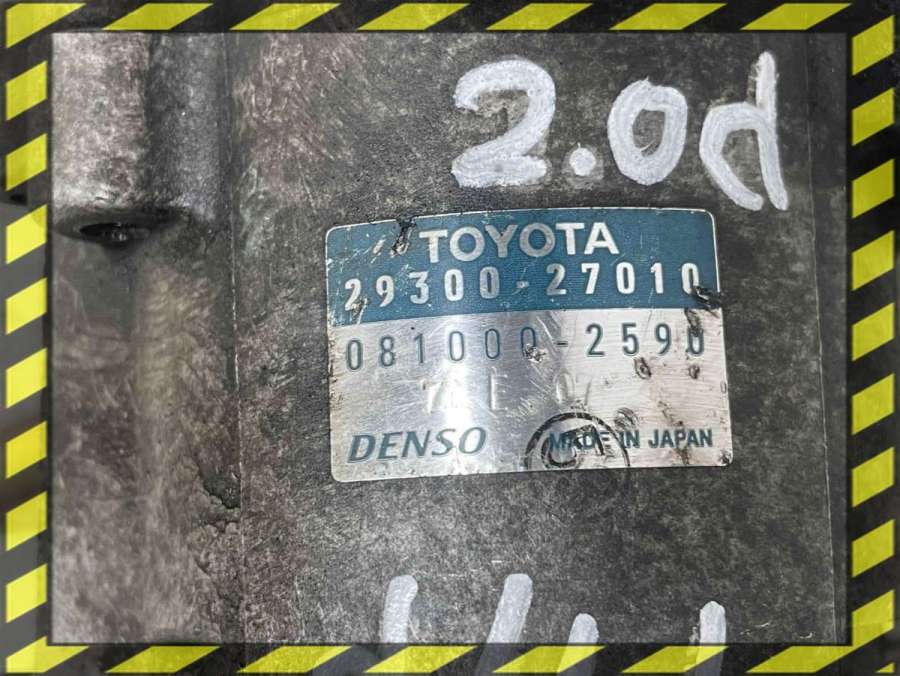 2.0d
TOYOTA
29300-27010
081000-2590
DENSO MADE IN JAPAN